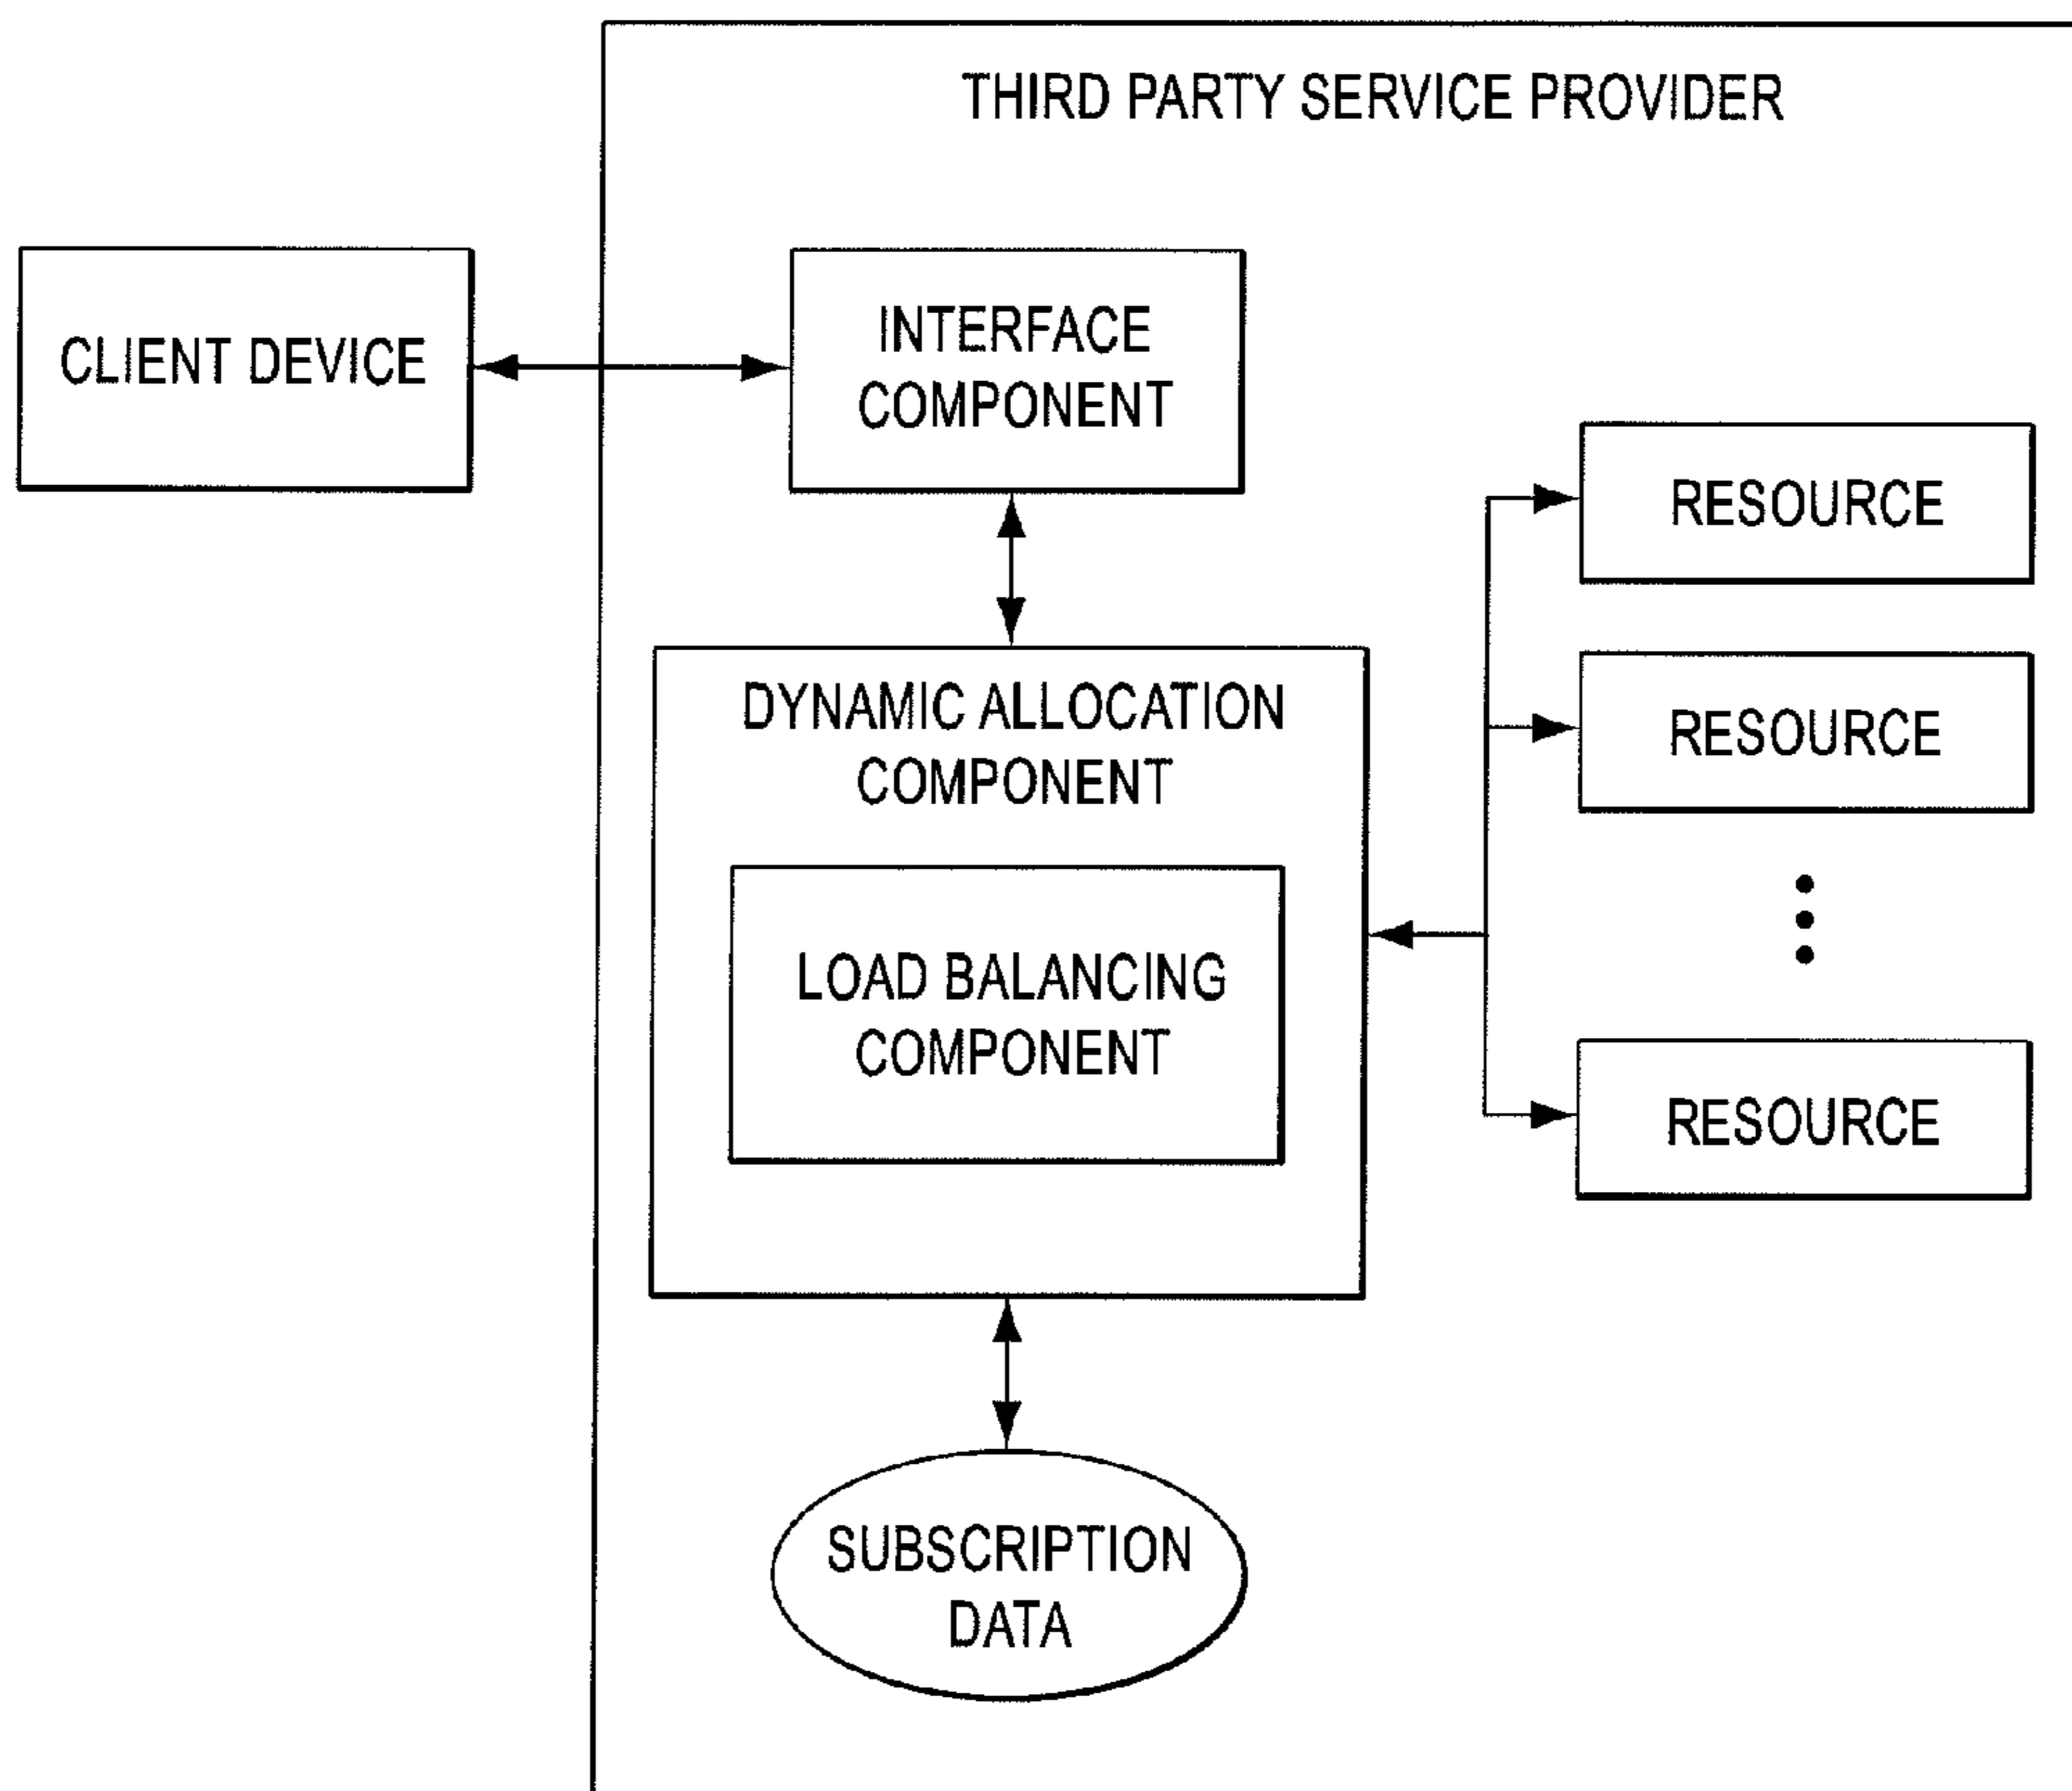 THIRD PARTY SERVICE PROVIDER
CLIENT DEVICE
INTERFACE
COMPONENT
RESOURCE
DYNAMIC ALLOCATION
COMPONENT
RESOURCE
LOAD BALANCING
COMPONENT
RESOURCE
SUBSCRIPTION
DATA